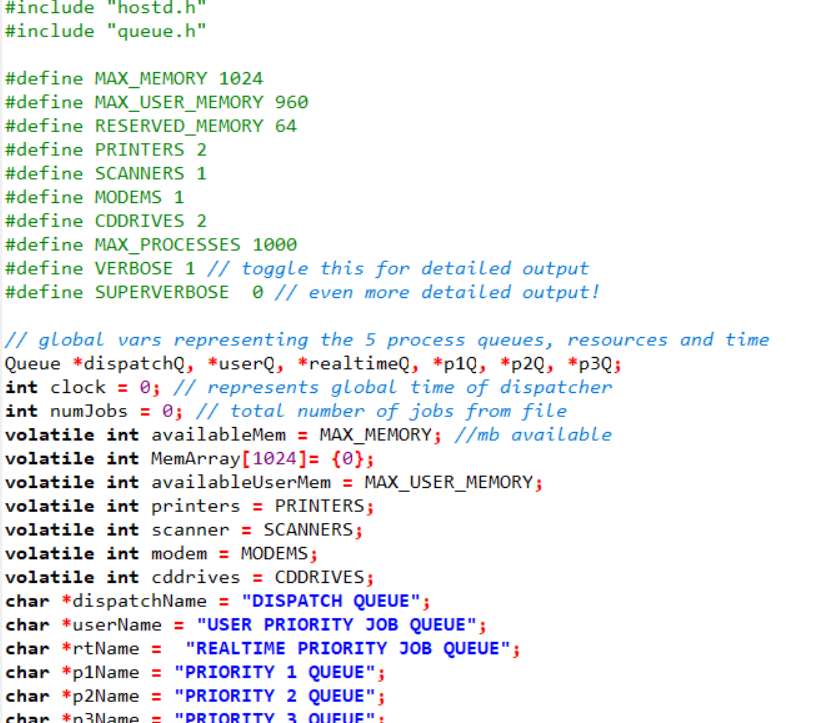 #include "hostd.h"
#include "queue.h"
#define MAX_MEMORY 1024
#define MAX_USER_MEMORY 960
#define RESERVED_MEMORY 64
#define PRINTERS 2
#define SCANNERS 1
#define MODEMS 1
#define CDDRIVES 2
#define MAX_PROCESSES 1000
#define VERBOSE 1 // toggle this for detailed output
#define SUPERVERBOSE  0 // even more detailed output!
// global vars representing the 5 process queues, resources and time
Queue *dispatchQ, *userQ, *realtimeQ, *p1Q, *p2Q, *p3Q;
int clock = 0; // represents global time of dispatcher
int numJobs = 0; // total number of jobs from file
volatile int availableMem = MAX_MEMORY; //mb available
volatile int MemArray[1024]= {0};
volatile int availableUserMem = MAX_USER_MEMORY;
volatile int printers = PRINTERS;
volatile int scanner = SCANNERS;
volatile int modem = MODEMS;
volatile int cddrives = CDDRIVES;
char *dispatchName = "DISPATCH QUEUE";
char *userName = "USER PRIORITY JOB QUEUE";
char *rtName =  "REALTIME PRIORITY JOB QUEUE";
char *p1Name = "PRIORITY 1 QUEUE";
char *p2Name = "PRIORITY 2 QUEUE";
char *p3Name = "PRIORITY 3 QUEUE";